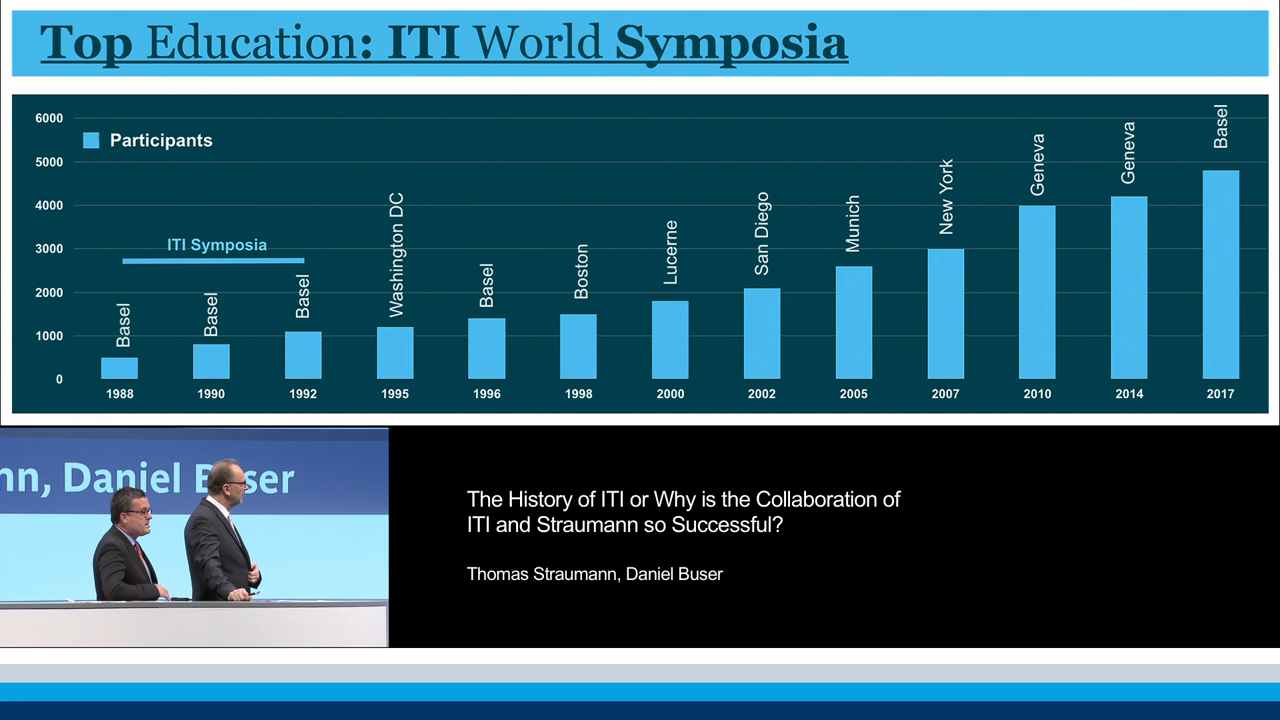 Top Education: ITI World Symposia
6000
Participants
5000
4000
3000
2000
1000
0
ITI Symposia
Basel
Basel
Basel
Washington DC
Basel
Boston
Lucerne
San Diego
Munich
New York
Geneva
Geneva
Basel
1988 1990 1992 1995 1996 1998 2000 2002 2005 2007 2010 2014 2017
nn, Daniel Buser
The History of ITI or Why is the Collaboration of
ITI and Straumann so Successful?
Thomas Straumann, Daniel Buser